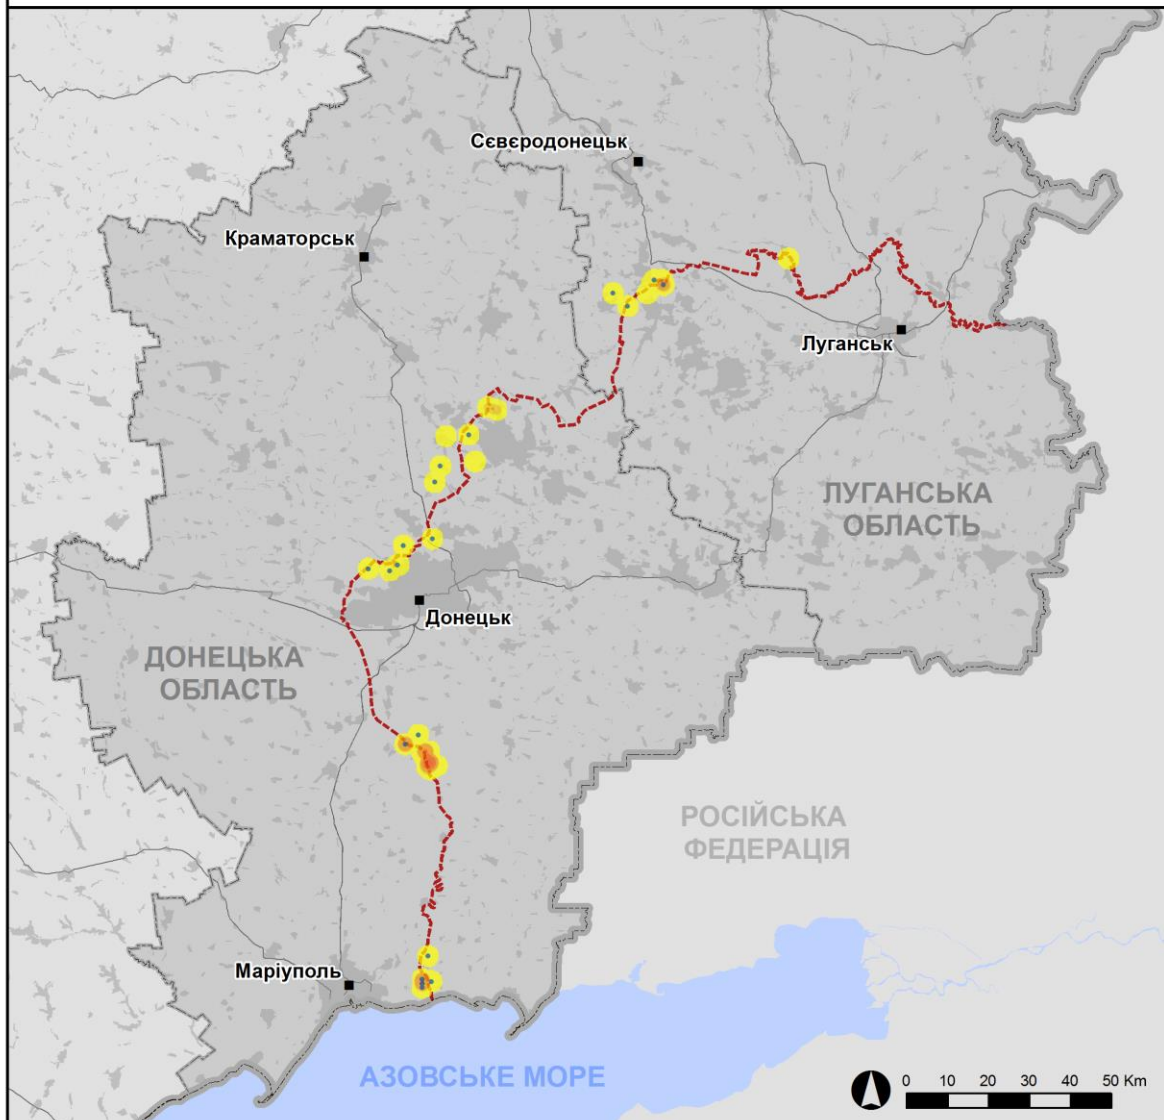 Сєвєродонецьк
Краматорськ
Луганськ
ЛУГАНСЬКА
ОБЛАСТЬ
Донецьк
ДОНЕЦЬКА
ОБЛАСТЬ
РОСІЙСЬКА
ФЕДЕРАЦІЯ
Маріуполь
АЗОВСЬКЕ МОРЕ
0 10 20 30 40 50 Km